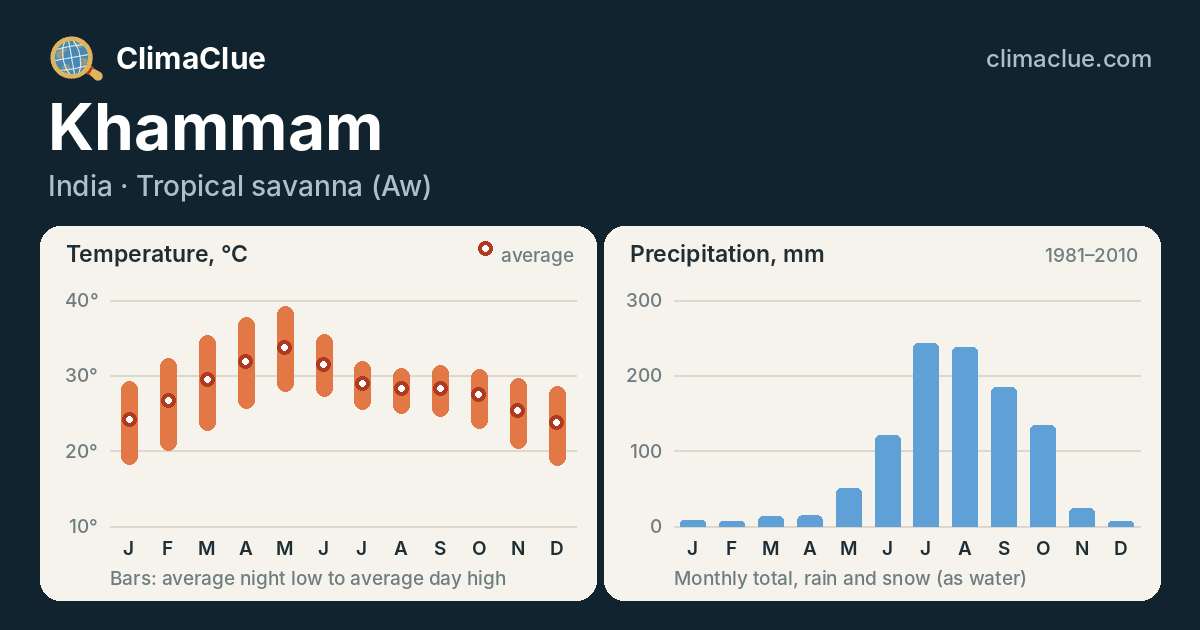 ClimaClue
climaclue.com
Khammam
India · Tropical savanna (Aw)
Temperature, °C
average
40°
30°
20°
10°
J F M A M J J A S O N D
Bars: average night low to average day high
Precipitation, mm
1981–2010
300
200
100
0
J F M A M J J A S O N D
Monthly total, rain and snow (as water)